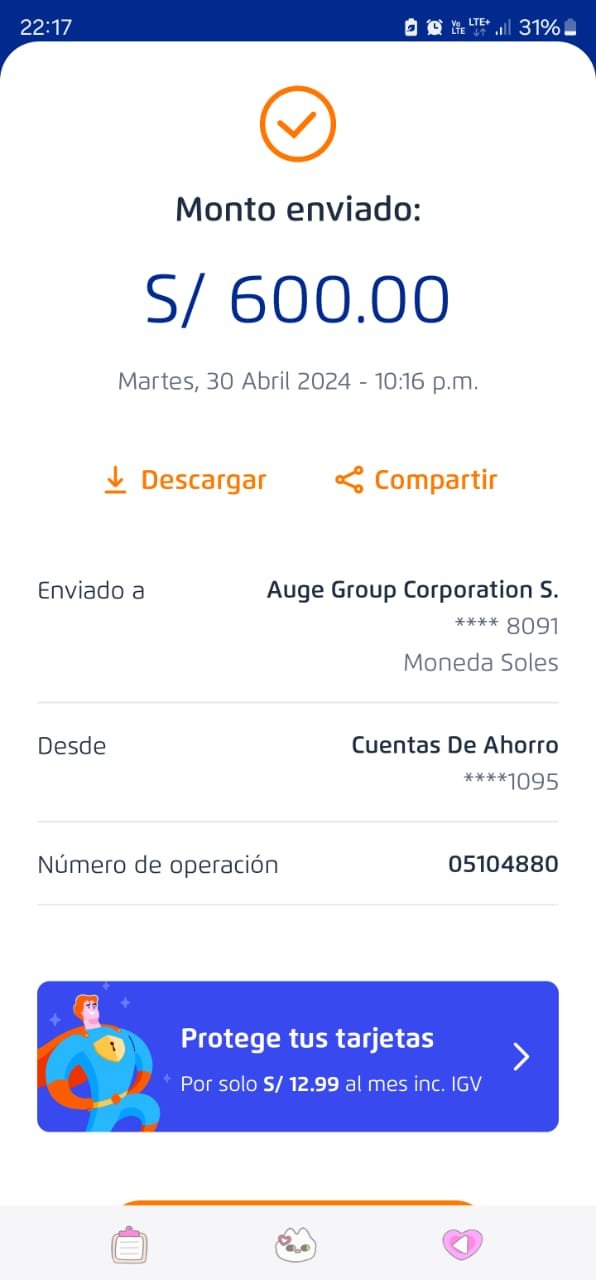 22:17
Vo LTE LTE+ 31%
Monto enviado:
S/ 600.00
Martes, 30 Abril 2024 - 10:16 p.m.
Descargar Compartir
Enviado a Auge Group Corporation S.
**** 8091
Moneda Soles
Desde Cuentas De Ahorro
****1095
Número de operación 05104880
Protege tus tarjetas
Por solo S/ 12.99 al mes inc. IGV